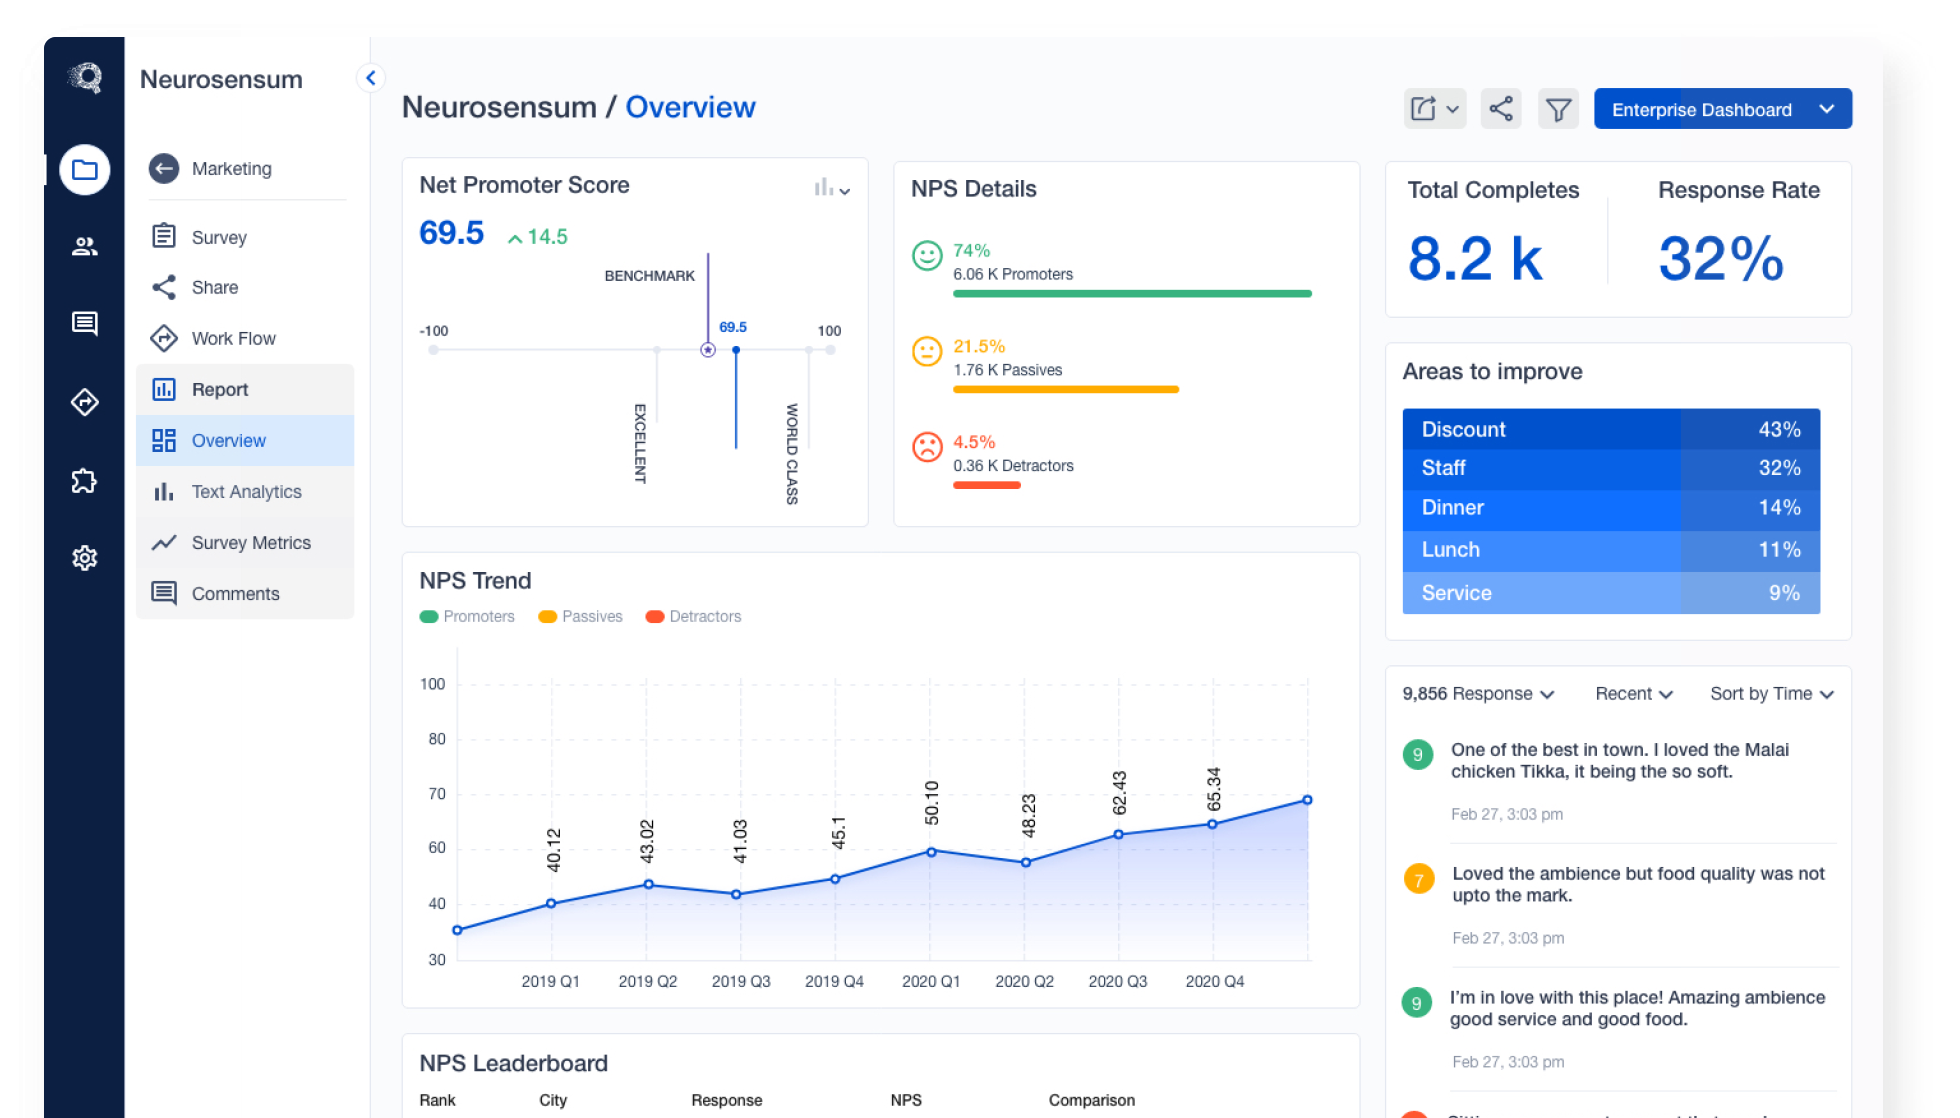 Neurosensum
Marketing
Survey
Share
Work Flow
Report
Overview
Text Analytics
Survey Metrics
Comments
Neurosensum / Overview
Enterprise Dashboard
Net Promoter Score
69.5 14.5
BENCHMARK
-100
69.5
100
EXCELLENT
WORLD CLASS
NPS Details
74%
6.06 K Promoters
21.5%
1.76 K Passives
4.5%
0.36 K Detractors
Total Completes
8.2 k
Response Rate
32%
Areas to improve
Discount 43%
Staff 32%
Dinner 14%
Lunch 11%
Service 9%
NPS Trend
Promoters Passives Detractors
100
80
70
60
40
30
40.12
43.02
41.03
45.1
50.10
48.23
62.43
65.34
2019 Q1 2019 Q2 2019 Q3 2019 Q4 2020 Q1 2020 Q2 2020 Q3 2020 Q4
9,856 Response Recent Sort by Time
9
One of the best in town. I loved the Malai
chicken Tikka, it being the so soft.
Feb 27, 3:03 pm
7
Loved the ambience but food quality was not
upto the mark.
Feb 27, 3:03 pm
9
I'm in love with this place! Amazing ambience
good service and good food.
Feb 27, 3:03 pm
NPS Leaderboard
Rank City Response NPS Comparison